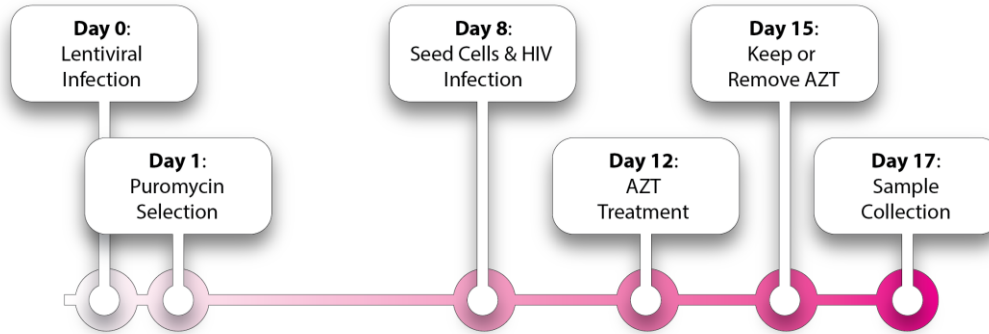 Day 0:
Lentiviral
Infection
Day 1:
Puromycin
Selection
Day 8:
Seed Cells & HIV
Infection
Day 12:
AZT
Treatment
Day 15:
Keep or
Remove AZT
Day 17:
Sample
Collection